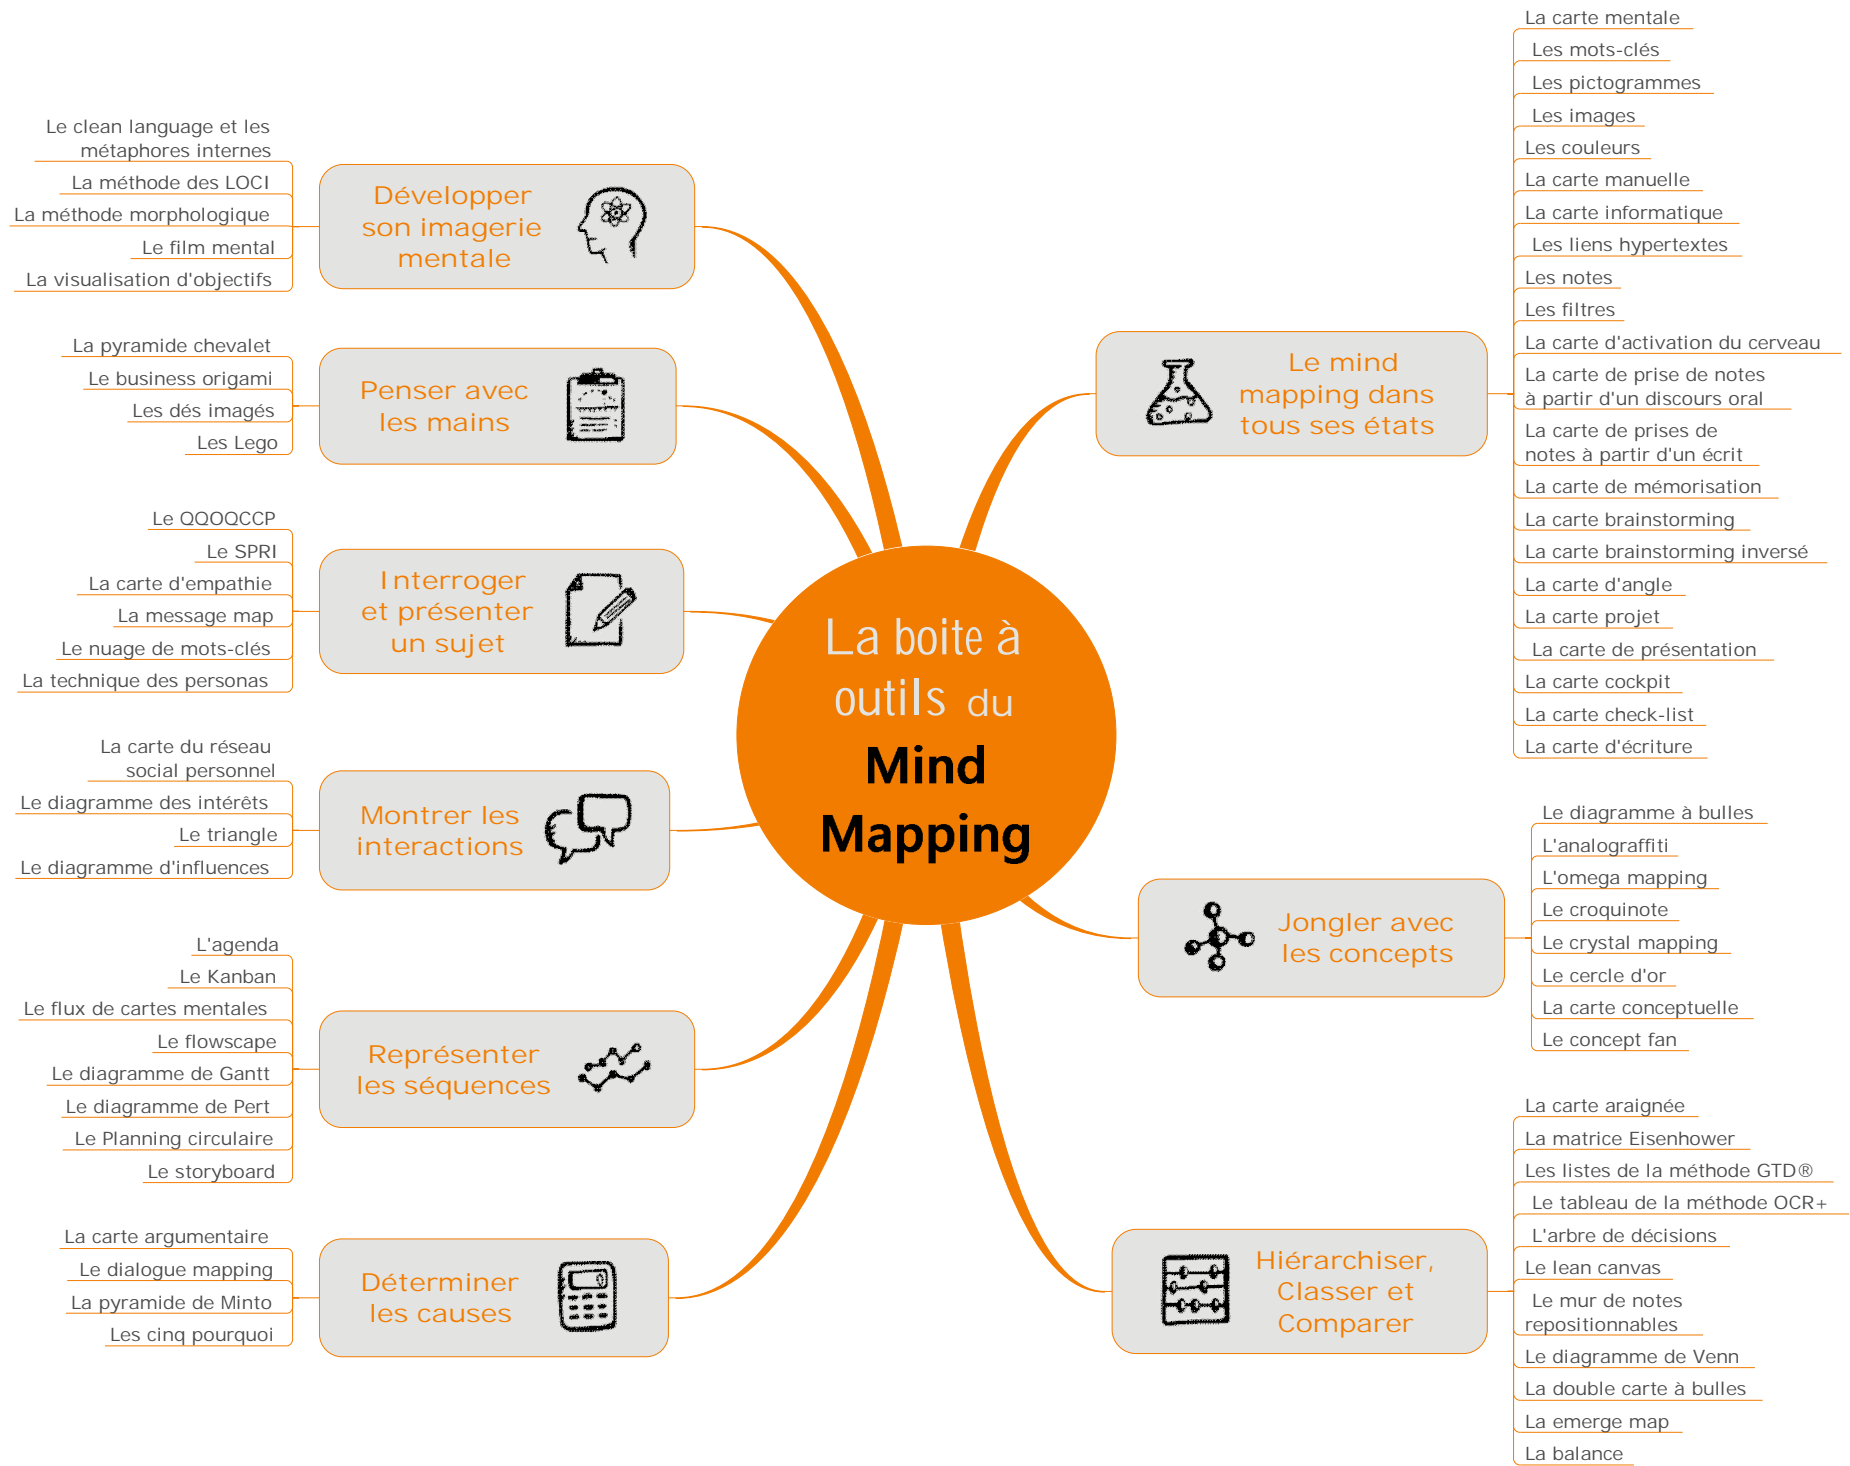 La boite à
outils du
Mind
Mapping
Le mind
mapping dans
tous ses états
La carte mentale
Les mots-clés
Les pictogrammes
Les images
Les couleurs
La carte manuelle
La carte informatique
Les liens hypertextes
Les notes
Les filtres
La carte d'activation du cerveau
La carte de prise de notes
à partir d'un discours oral
La carte de prises de
notes à partir d'un écrit
La carte de mémorisation
La carte brainstorming
La carte brainstorming inversé
La carte d'angle
La carte projet
La carte de présentation
La carte cockpit
La carte check-list
La carte d'écriture
Jongler avec
les concepts
Le diagramme à bulles
L'analograffiti
L'omega mapping
Le croquinote
Le crystal mapping
Le cercle d'or
La carte conceptuelle
Le concept fan
Hiérarchiser,
Classer et
Comparer
La carte araignée
La matrice Eisenhower
Les listes de la méthode GTD®
Le tableau de la méthode OCR+
L'arbre de décisions
Le lean canvas
Le mur de notes
repositionnables
Le diagramme de Venn
La double carte à bulles
La emerge map
La balance
Développer
son imagerie
mentale
Le clean language et les
métaphores internes
La méthode des LOCI
La méthode morphologique
Le film mental
La visualisation d'objectifs
Penser avec
les mains
La pyramide chevalet
Le business origami
Les dés imagés
Les Lego
Interroger
et présenter
un sujet
Le QQOQCCP
Le SPRI
La carte d'empathie
La message map
Le nuage de mots-clés
La technique des personas
Montrer les
interactions
La carte du réseau
social personnel
Le diagramme des intérêts
Le triangle
Le diagramme d'influences
Représenter
les séquences
L'agenda
Le Kanban
Le flux de cartes mentales
Le flowscape
Le diagramme de Gantt
Le diagramme de Pert
Le Planning circulaire
Le storyboard
Déterminer
les causes
La carte argumentaire
Le dialogue mapping
La pyramide de Minto
Les cinq pourquoi